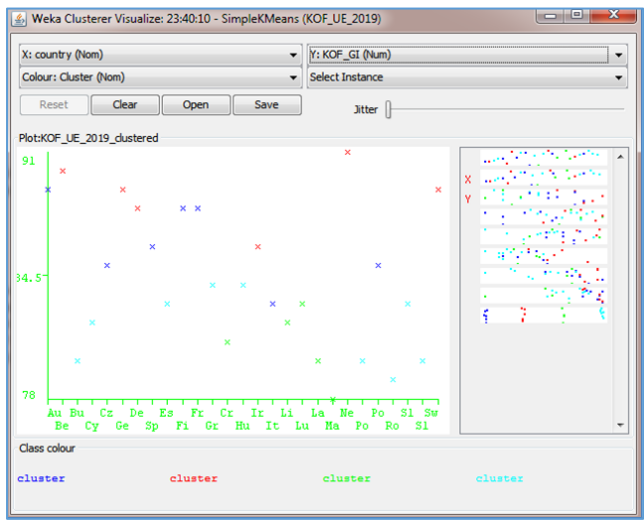 Weka Clusterer Visualize: 23:40:10 - SimpleKMeans (KOF_UE_2019)
X: country (Nom) Y: KOF_GI (Num)
Colour: Cluster (Nom) Select Instance
Reset Clear Open Save Jitter
Plot:KOF_UE_2019_clustered
91
X
Y
34.5
78
Au Bu Cz De Es Fr Cr Ir Li La Ne Po Sl Sw
Be Cy Ge Sp Fi Gr Hu It Lu Ma Po Ro Sl
Class colour
cluster cluster cluster cluster